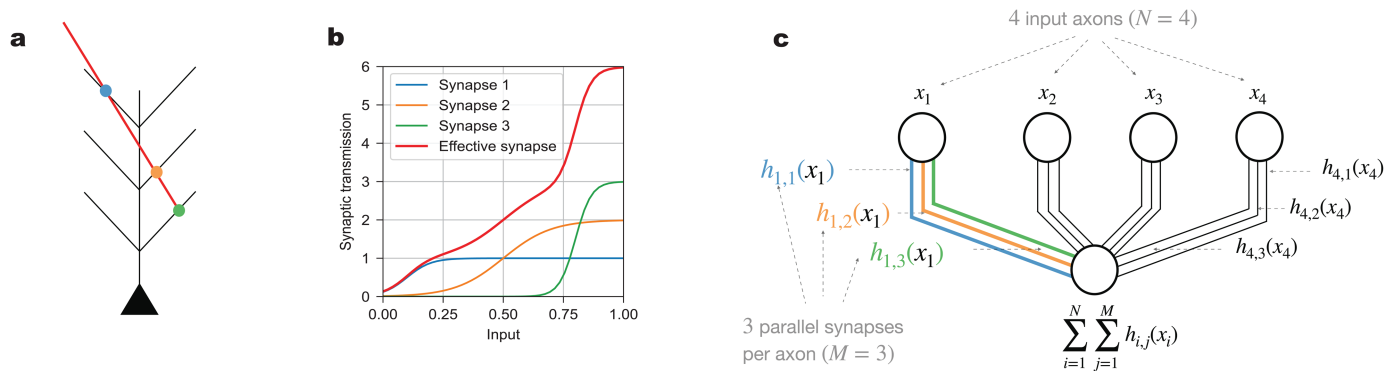 a
b
6
5
4
3
2
1
0
Synaptic transmission
Synapse 1
Synapse 2
Synapse 3
Effective synapse
0.00 0.25 0.50 0.75 1.00
Input
c
4 input axons (N = 4)
x₁ x₂ x₃ x₄
h₁,₁(x₁)
h₁,₂(x₁)
h₁,₃(x₁)
h₄,₁(x₄)
h₄,₂(x₄)
h₄,₃(x₄)
3 parallel synapses
per axon (M = 3)
N M
∑ ∑ hᵢ,ⱼ(xᵢ)
i=1 j=1